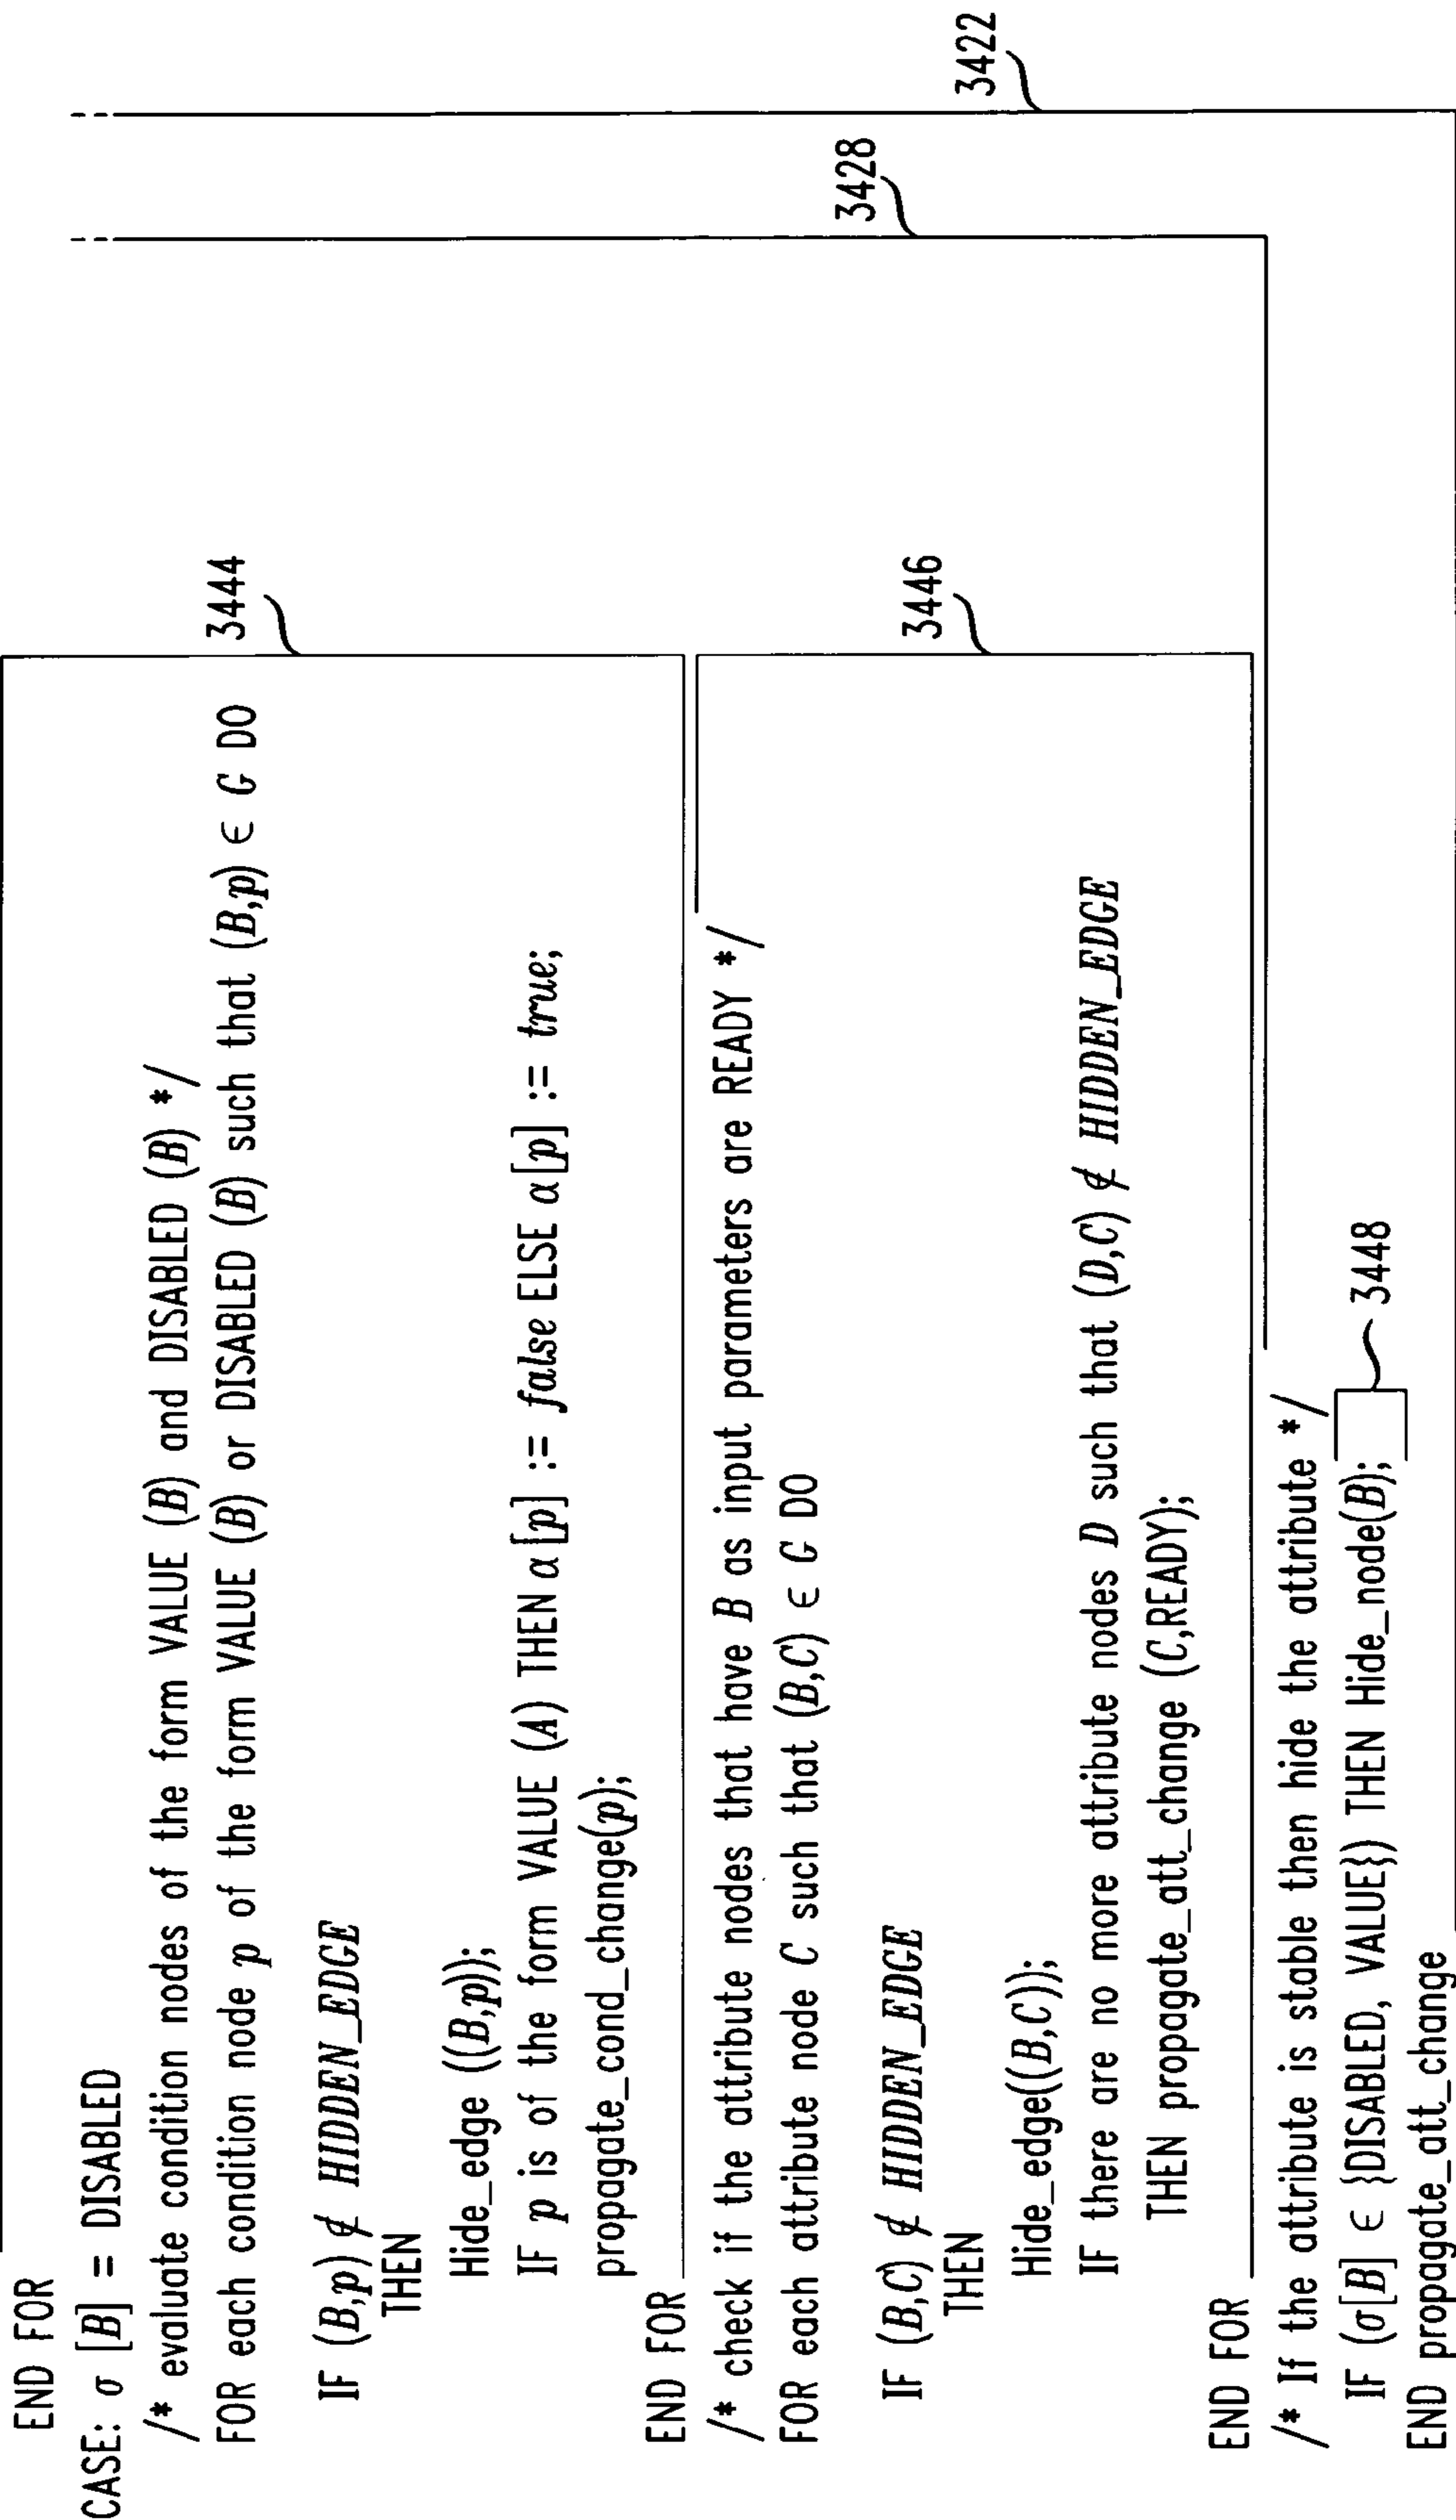 END FOR
CASE: σ [B] = DISABLED
/* evaluate condition nodes of the form VALUE (B) and DISABLED (B) */
FOR each condition node p of the form VALUE (B) or DISABLED (B) such that (B,p) ∈ G DO
3444
IF (B,p) ∉ HIDDEN_EDGE
THEN
Hide_edge ((B,p));
IF p is of the form VALUE (A) THEN α[p] := false ELSE α[p] := true;
propagate_cond_change(p);
END FOR
/* check if the attribute nodes that have B as input parameters are READY */
FOR each attribute node C such that (B,C) ∈ G DO
3428
IF (B,C) ∉ HIDDEN_EDGE
3446
THEN
3422
Hide_edge((B,C));
IF there are no more attribute nodes D such that (D,C) ∉ HIDDEN_EDGE
THEN propagate_att_change (C,READY);
END FOR
/* If the attribute is stable then hide the attribute */
IF (σ[B] ∈ {DISABLED, VALUE}) THEN Hide_node(B);
3448
END propagate_att_change